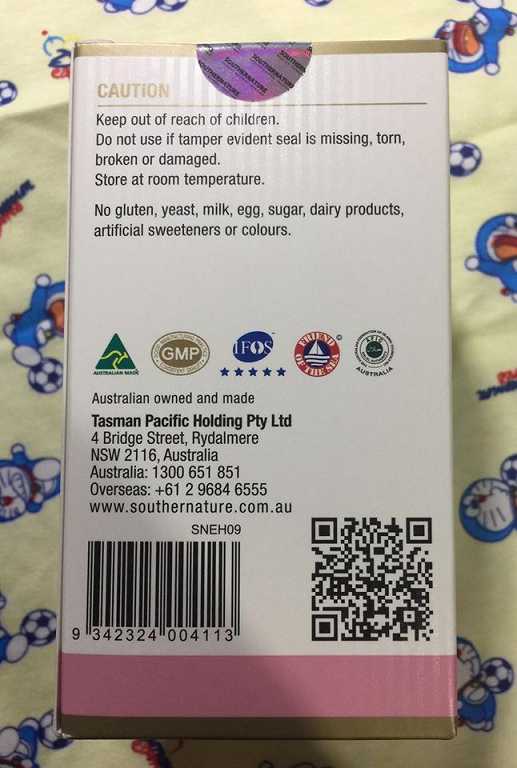 SOUTHERNATURE
CAUTION
Keep out of reach of children.
Do not use if tamper evident seal is missing, torn,
broken or damaged.
Store at room temperature.
No gluten, yeast, milk, egg, sugar, dairy products,
artificial sweeteners or colours.
AUSTRALIAN MADE
GMP
IFOS
FRIEND
OF THE SEA
AUSTRALIA
Australian owned and made
Tasman Pacific Holding Pty Ltd
4 Bridge Street, Rydalmere
NSW 2116, Australia
Australia: 1300 651 851
Overseas: +61 2 9684 6555
www.southernature.com.au
SNEH09
9 342324 004113